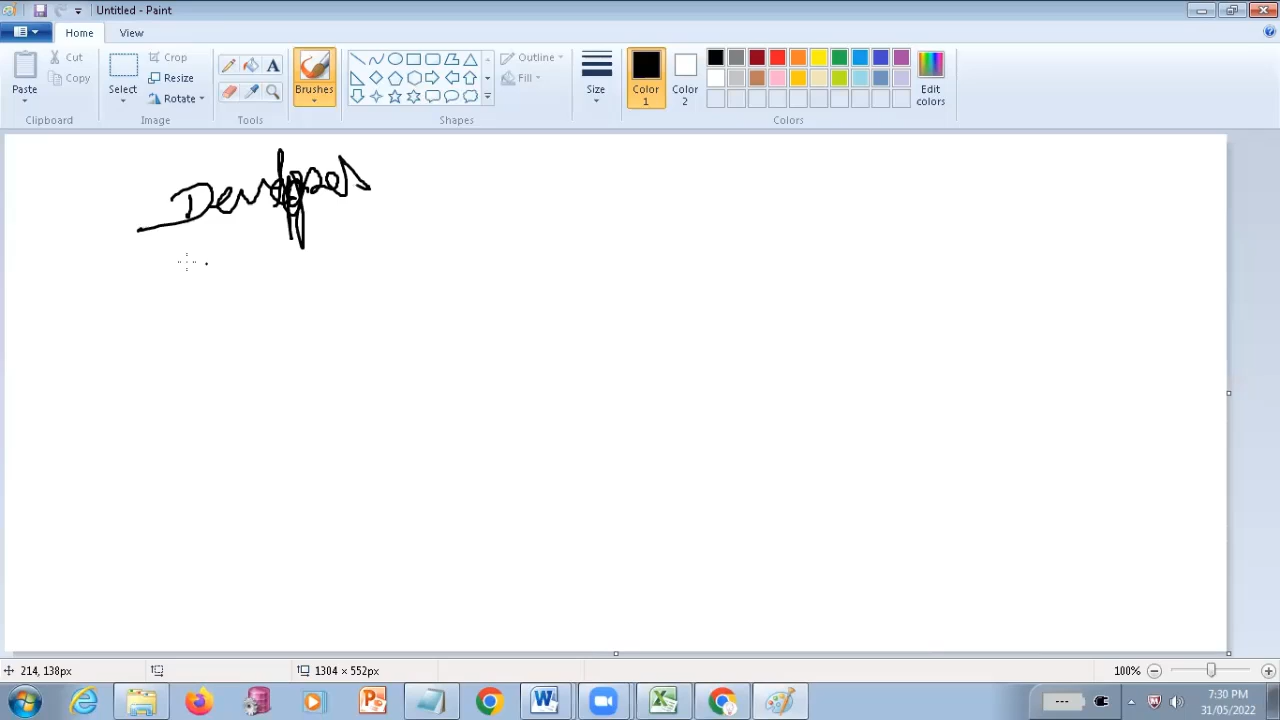 Untitled - Paint
Home View
Paste Cut Copy Clipboard
Select Crop Resize Rotate Image
Tools
Brushes
Shapes Outline Fill
Size
Color 1 Color 2 Edit colors Colors
214, 138px 1304 × 552px 100%
7:30 PM
31/05/2022